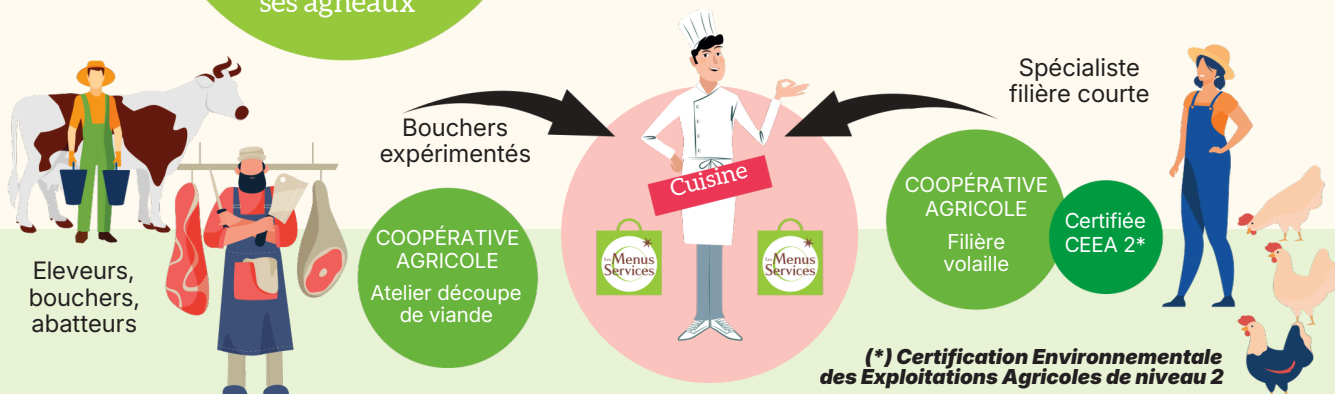 ses agneaux
Bouchers
expérimentés
Spécialiste
filière courte
Cuisine
Eleveurs,
bouchers,
abatteurs
COOPÉRATIVE
AGRICOLE
Atelier découpe
de viande
Les Menus
Services
Les Menus
Services
COOPÉRATIVE
AGRICOLE
Filière
volaille
Certifiée
CEEA 2*
(*) Certification Environnementale
des Exploitations Agricoles de niveau 2